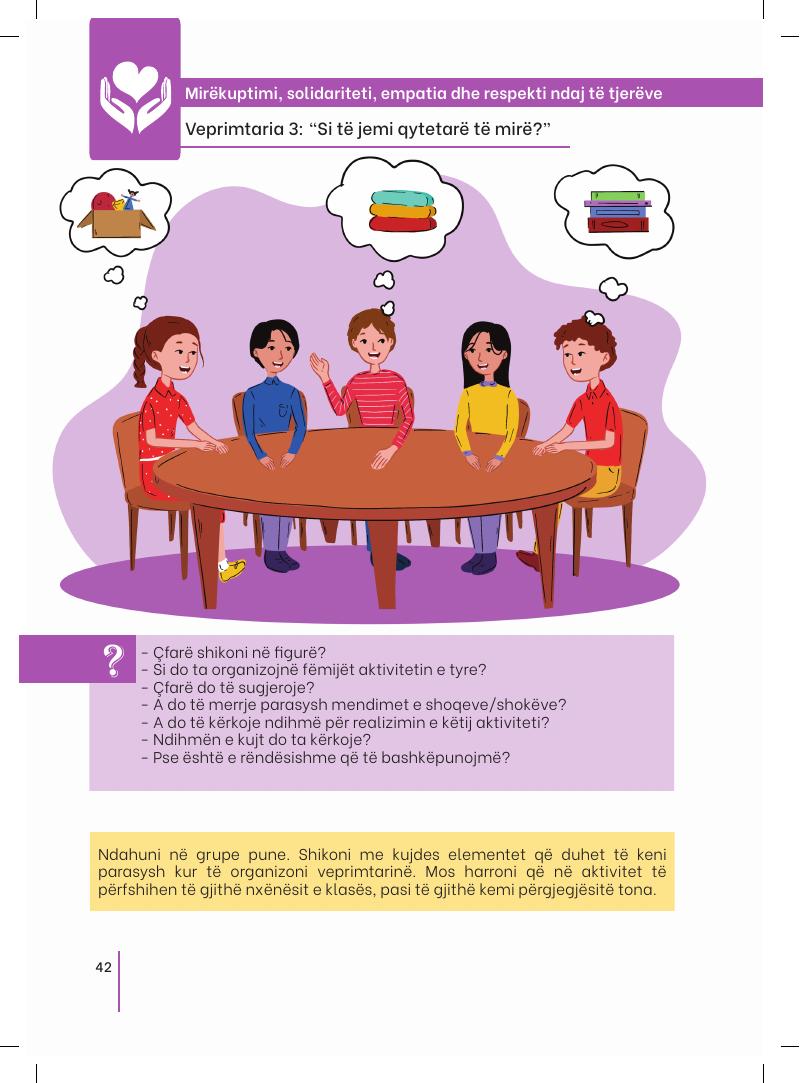 Mirëkuptimi, solidariteti, empatia dhe respekti ndaj të tjerëve
Veprimtaria 3: “Si të jemi qytetarë të mirë?”
?
- Çfarë shikoni në figurë?
- Si do ta organizojnë fëmijët aktivitetin e tyre?
- Çfarë do të sugjeroje?
- A do të merrje parasysh mendimet e shoqeve/shokëve?
- A do të kërkoje ndihmë për realizimin e këtij aktiviteti?
- Ndihmën e kujt do ta kërkoje?
- Pse është e rëndësishme që të bashkëpunojmë?
Ndahuni në grupe pune. Shikoni me kujdes elementet që duhet të keni
parasysh kur të organizoni veprimtarinë. Mos harroni që në aktivitet të
përfshihen të gjithë nxënësit e klasës, pasi të gjithë kemi përgjegjësitë tona.
42